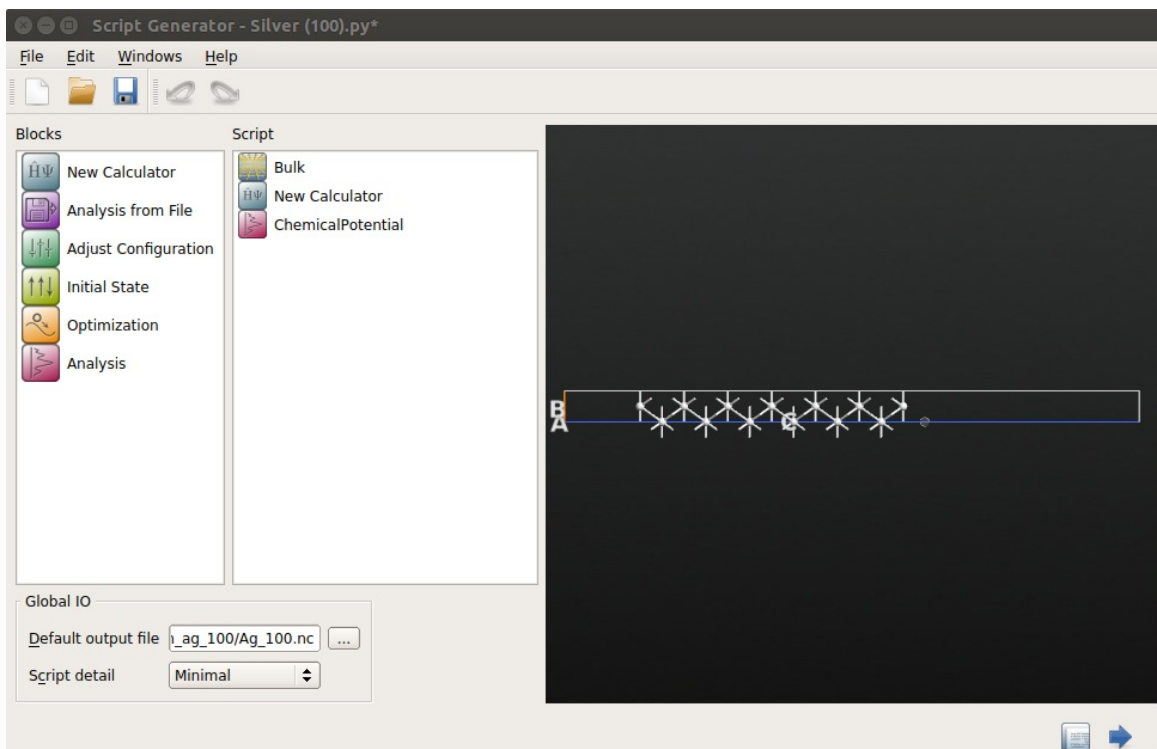 Script Generator - Silver (100).py*
File Edit Windows Help
Blocks
Script
New Calculator
Analysis from File
Adjust Configuration
Initial State
Optimization
Analysis
Bulk
New Calculator
ChemicalPotential
B
A
C
Global IO
Default output file
_ag_100/Ag_100.nc
...
Script detail
Minimal